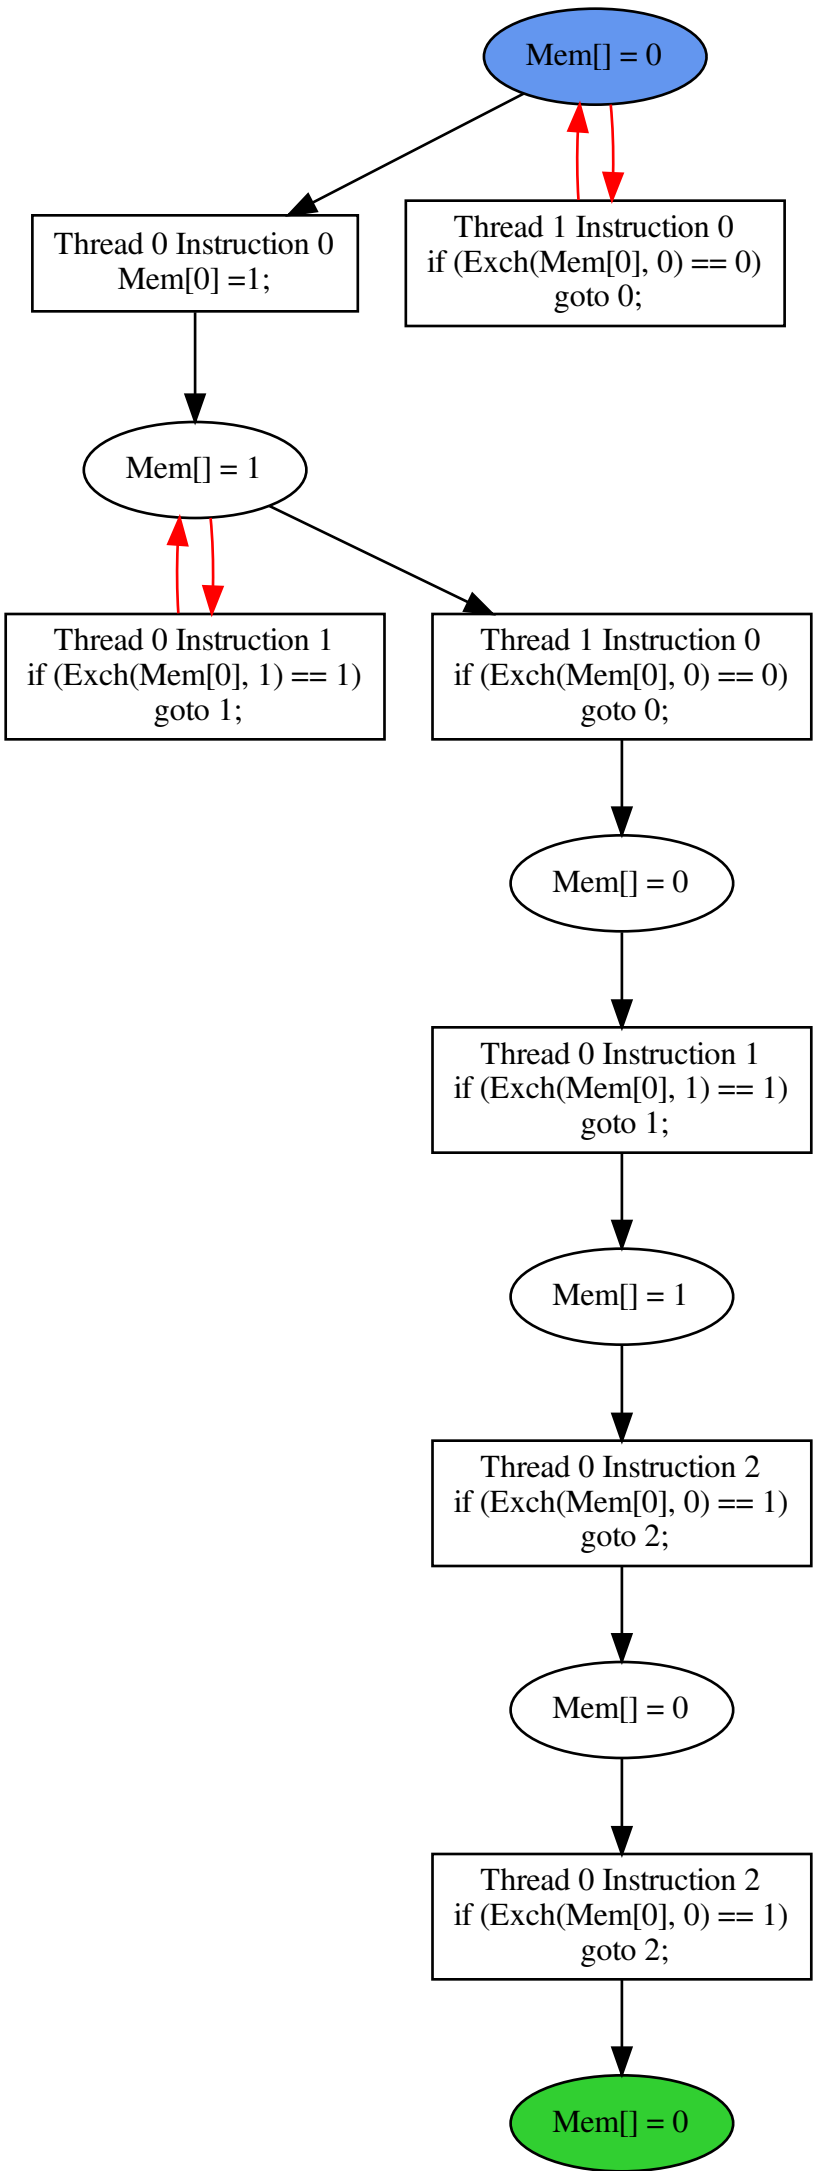 Mem[] = 0
Thread 0 Instruction 0
Mem[0] =1;
Thread 1 Instruction 0
if (Exch(Mem[0], 0) == 0)
goto 0;
Mem[] = 1
Thread 0 Instruction 1
if (Exch(Mem[0], 1) == 1)
goto 1;
Thread 1 Instruction 0
if (Exch(Mem[0], 0) == 0)
goto 0;
Mem[] = 0
Thread 0 Instruction 1
if (Exch(Mem[0], 1) == 1)
goto 1;
Mem[] = 1
Thread 0 Instruction 2
if (Exch(Mem[0], 0) == 1)
goto 2;
Mem[] = 0
Thread 0 Instruction 2
if (Exch(Mem[0], 0) == 1)
goto 2;
Mem[] = 0